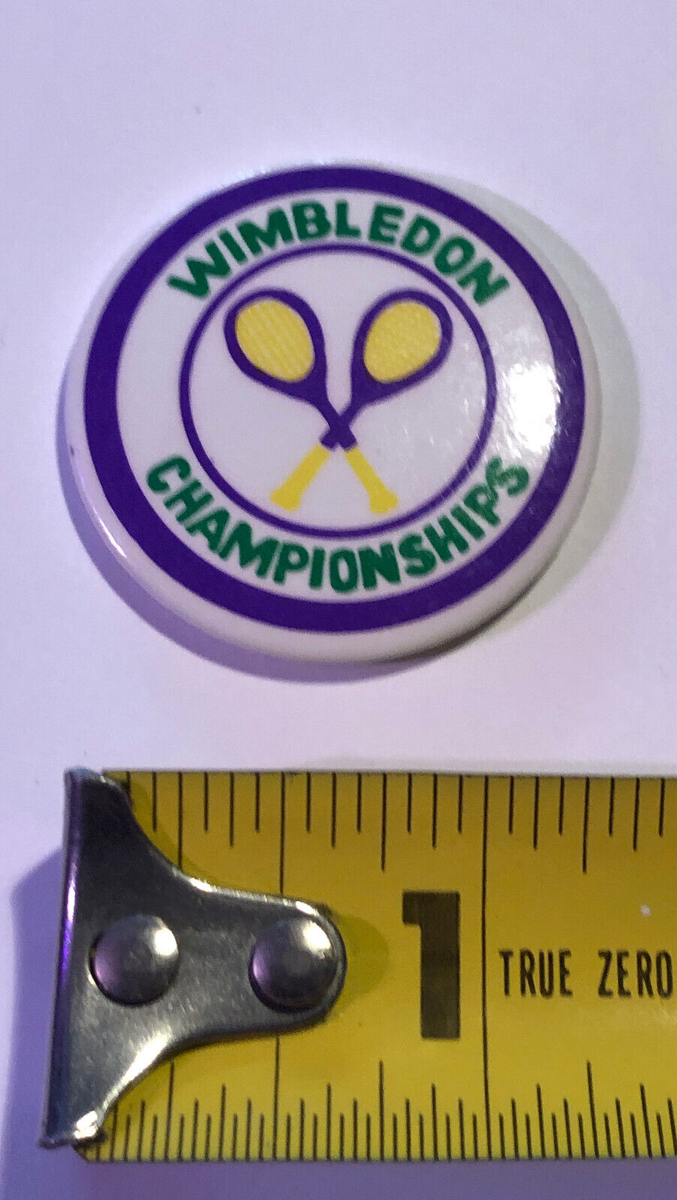 WIMBLEDON
CHAMPIONSHIPS
1
TRUE ZERO